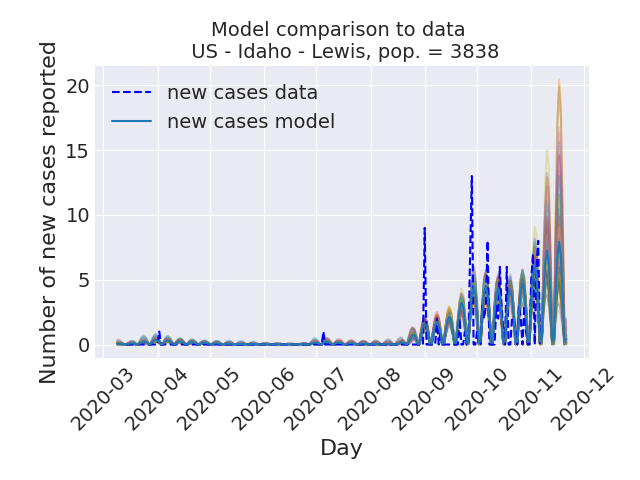 Model comparison to data
US - Idaho - Lewis, pop. = 3838
Number of new cases reported
20
15
10
5
0
new cases data
new cases model
2020-03
2020-04
2020-05
2020-06
2020-07
2020-08
2020-09
2020-10
2020-11
2020-12
Day